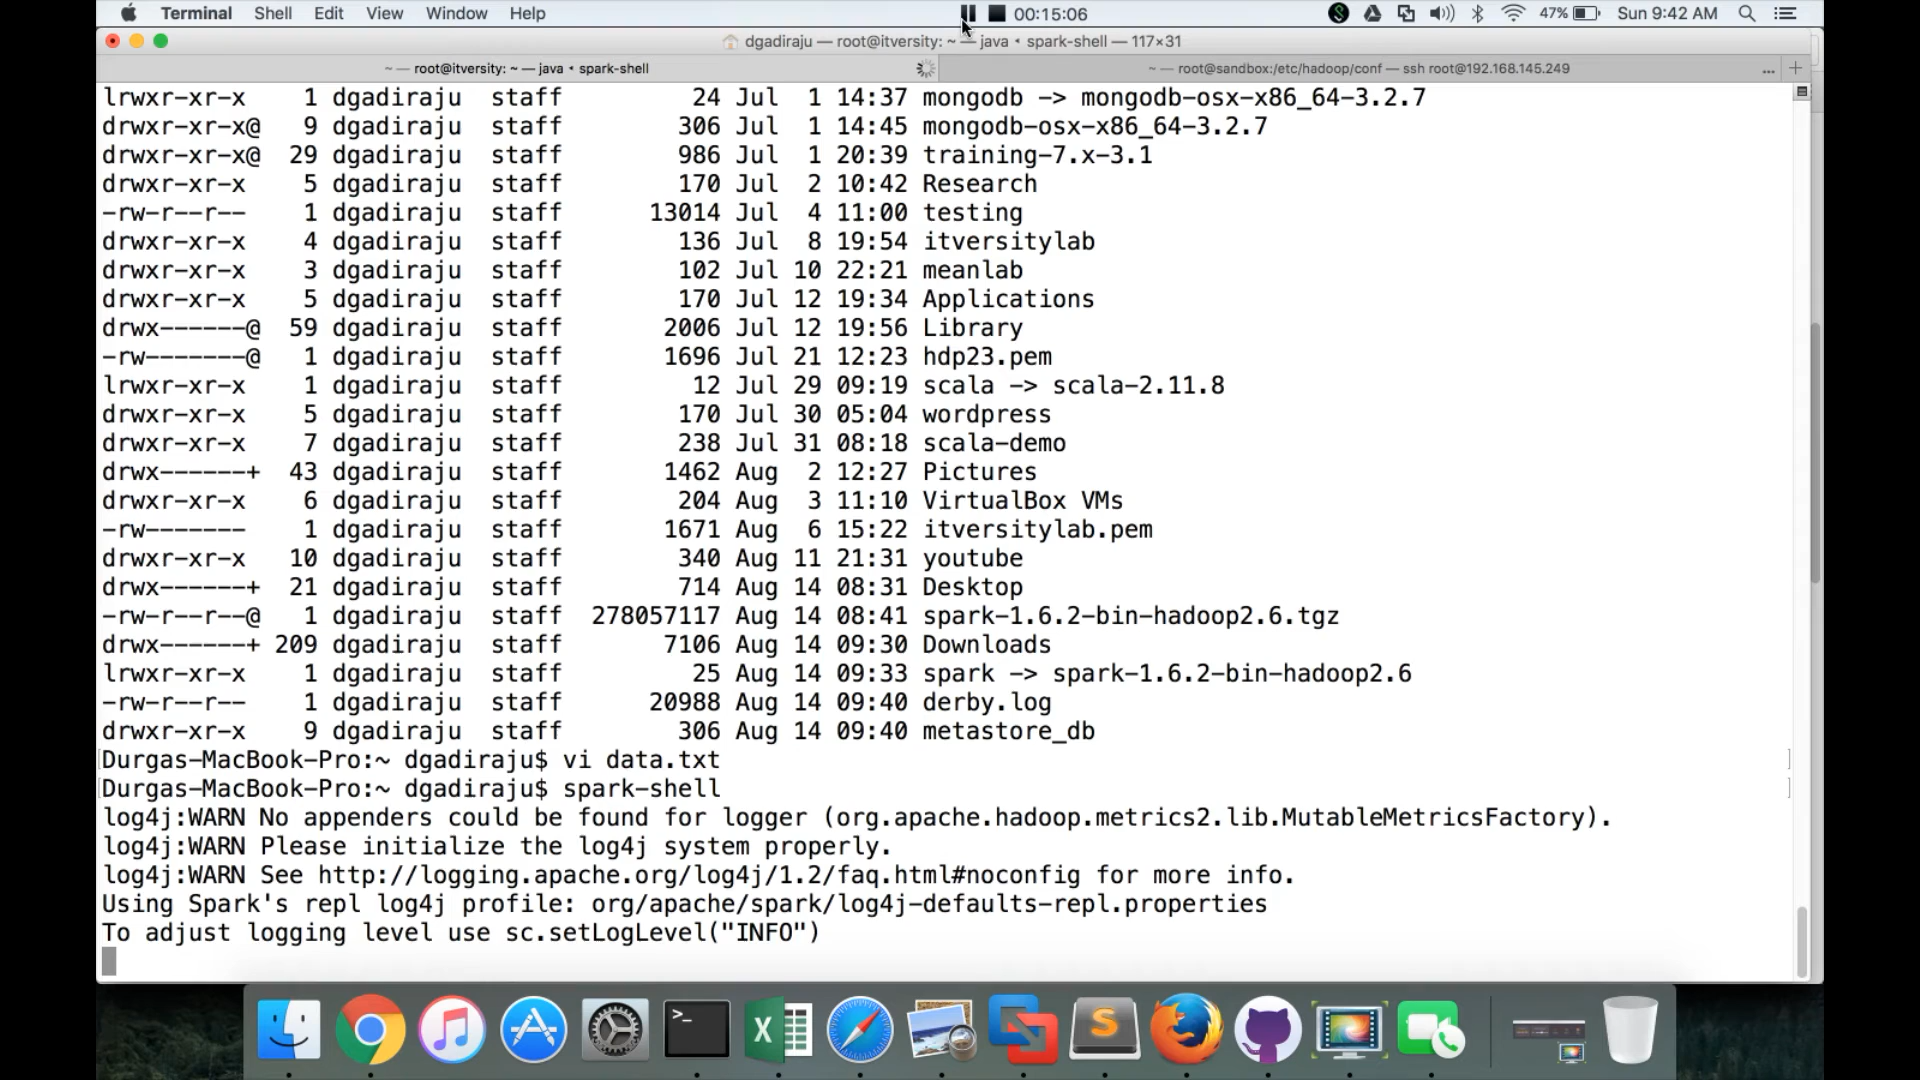 Terminal Shell Edit View Window Help 00:15:06 47% Sun 9:42 AM
dgadiraju — root@itversity: ~ — java • spark-shell — 117×31
~ — root@itversity: ~ — java • spark-shell ~ — root@sandbox:/etc/hadoop/conf — ssh root@192.168.145.249 ... +
lrwxr-xr-x 1 dgadiraju staff 24 Jul 1 14:37 mongodb -> mongodb-osx-x86_64-3.2.7
drwxr-xr-x@ 9 dgadiraju staff 306 Jul 1 14:45 mongodb-osx-x86_64-3.2.7
drwxr-xr-x@ 29 dgadiraju staff 986 Jul 1 20:39 training-7.x-3.1
drwxr-xr-x 5 dgadiraju staff 170 Jul 2 10:42 Research
-rw-r--r-- 1 dgadiraju staff 13014 Jul 4 11:00 testing
drwxr-xr-x 4 dgadiraju staff 136 Jul 8 19:54 itversitylab
drwxr-xr-x 3 dgadiraju staff 102 Jul 10 22:21 meanlab
drwxr-xr-x 5 dgadiraju staff 170 Jul 12 19:34 Applications
drwx------@ 59 dgadiraju staff 2006 Jul 12 19:56 Library
-rw-------@ 1 dgadiraju staff 1696 Jul 21 12:23 hdp23.pem
lrwxr-xr-x 1 dgadiraju staff 12 Jul 29 09:19 scala -> scala-2.11.8
drwxr-xr-x 5 dgadiraju staff 170 Jul 30 05:04 wordpress
drwxr-xr-x 7 dgadiraju staff 238 Jul 31 08:18 scala-demo
drwx------+ 43 dgadiraju staff 1462 Aug 2 12:27 Pictures
drwxr-xr-x 6 dgadiraju staff 204 Aug 3 11:10 VirtualBox VMs
-rw------- 1 dgadiraju staff 1671 Aug 6 15:22 itversitylab.pem
drwxr-xr-x 10 dgadiraju staff 340 Aug 11 21:31 youtube
drwx------+ 21 dgadiraju staff 714 Aug 14 08:31 Desktop
-rw-r--r--@ 1 dgadiraju staff 278057117 Aug 14 08:41 spark-1.6.2-bin-hadoop2.6.tgz
drwx------+ 209 dgadiraju staff 7106 Aug 14 09:30 Downloads
lrwxr-xr-x 1 dgadiraju staff 25 Aug 14 09:33 spark -> spark-1.6.2-bin-hadoop2.6
-rw-r--r-- 1 dgadiraju staff 20988 Aug 14 09:40 derby.log
drwxr-xr-x 9 dgadiraju staff 306 Aug 14 09:40 metastore_db
[Durgas-MacBook-Pro:~ dgadiraju$ vi data.txt ]
[Durgas-MacBook-Pro:~ dgadiraju$ spark-shell ]
log4j:WARN No appenders could be found for logger (org.apache.hadoop.metrics2.lib.MutableMetricsFactory).
log4j:WARN Please initialize the log4j system properly.
log4j:WARN See http://logging.apache.org/log4j/1.2/faq.html#noconfig for more info.
Using Spark's repl log4j profile: org/apache/spark/log4j-defaults-repl.properties
To adjust logging level use sc.setLogLevel("INFO")